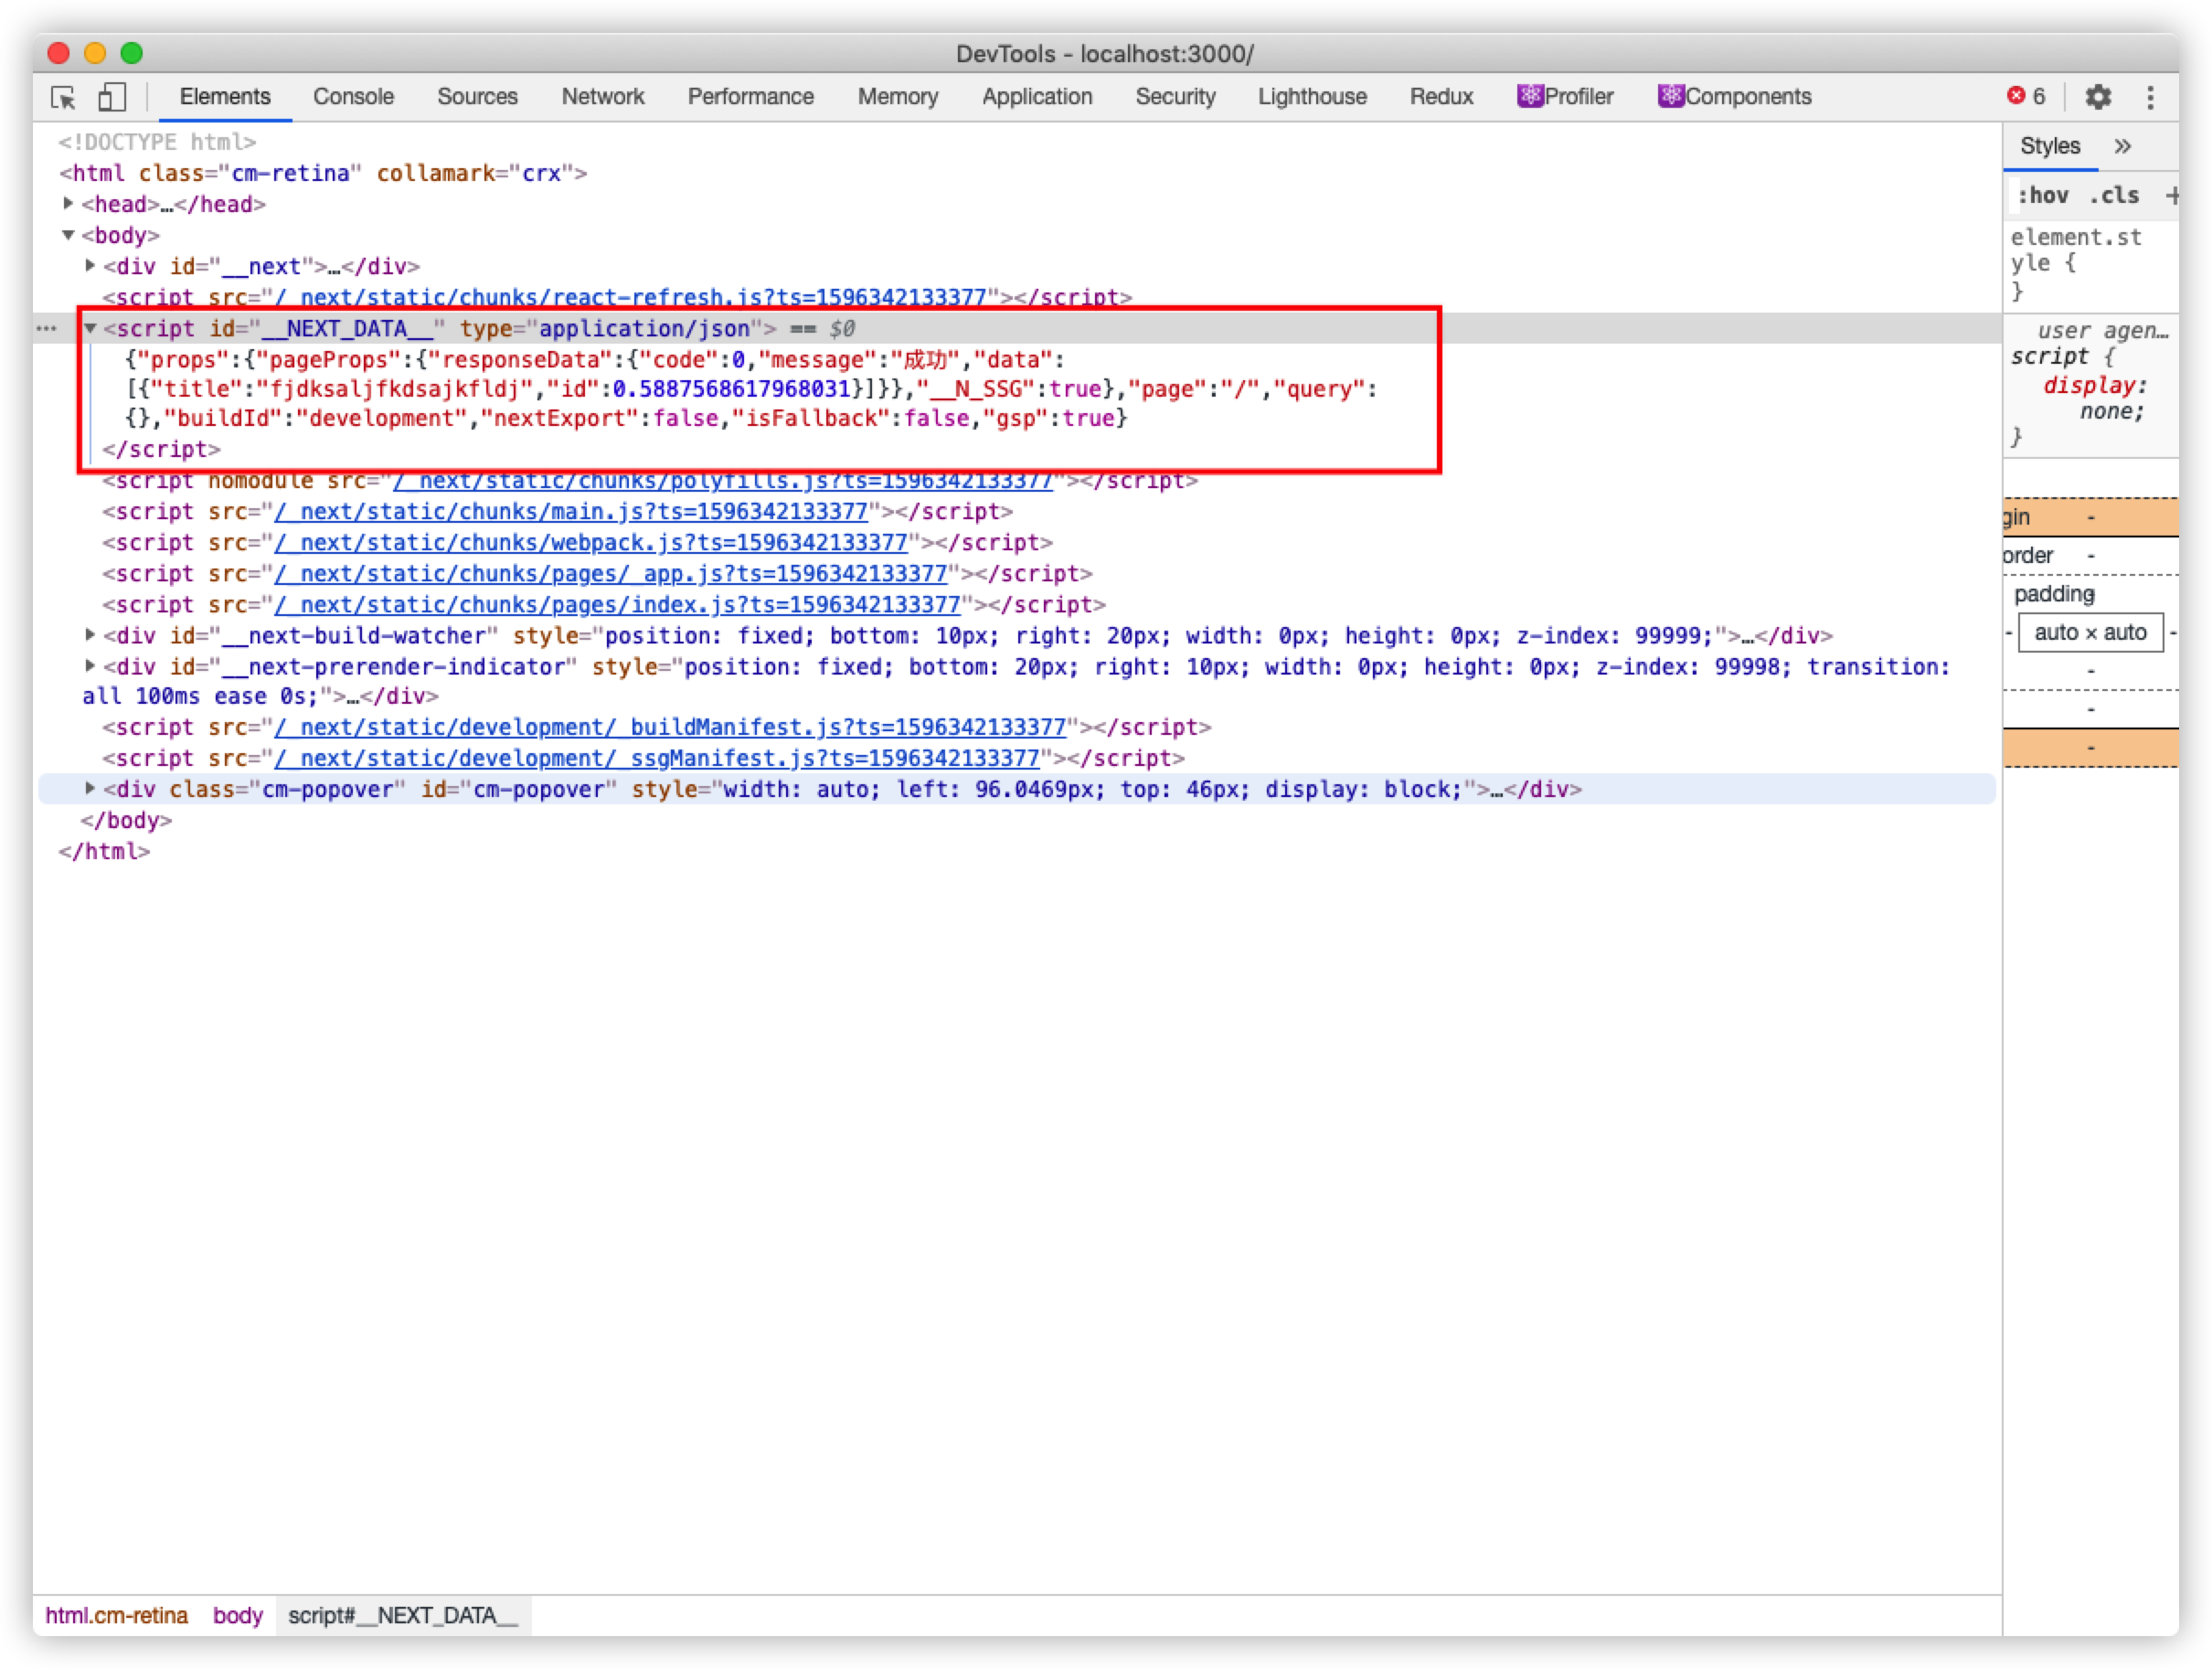 DevTools - localhost:3000/
Elements Console Sources Network Performance Memory Application Security Lighthouse Redux Profiler Components 6
<!DOCTYPE html>
<html class="cm-retina" collamark="crx">
<head>…</head>
<body>
<div id="__next">…</div>
<script src="/_next/static/chunks/react-refresh.js?ts=1596342133377"></script>
<script id="__NEXT_DATA__" type="application/json"> == $0
{"props":{"pageProps":{"responseData":{"code":0,"message":"成功","data":
[{"title":"fjdksaljfkdsajkfldj","id":0.5887568617968031}]}},"__N_SSG":true},"page":"/","query":
{},"buildId":"development","nextExport":false,"isFallback":false,"gsp":true}
</script>
<script nomodule src="/_next/static/chunks/polyfills.js?ts=1596342133377"></script>
<script src="/_next/static/chunks/main.js?ts=1596342133377"></script>
<script src="/_next/static/chunks/webpack.js?ts=1596342133377"></script>
<script src="/_next/static/chunks/pages/_app.js?ts=1596342133377"></script>
<script src="/_next/static/chunks/pages/index.js?ts=1596342133377"></script>
<div id="__next-build-watcher" style="position: fixed; bottom: 10px; right: 20px; width: 0px; height: 0px; z-index: 99999;">…</div>
<div id="__next-prerender-indicator" style="position: fixed; bottom: 20px; right: 10px; width: 0px; height: 0px; z-index: 99998; transition:
all 100ms ease 0s;">…</div>
<script src="/_next/static/development/_buildManifest.js?ts=1596342133377"></script>
<script src="/_next/static/development/_ssgManifest.js?ts=1596342133377"></script>
<div class="cm-popover" id="cm-popover" style="width: auto; left: 96.0469px; top: 46px; display: block;">…</div>
</body>
</html>
Styles »
:hov .cls +
element.st
yle {
}
user agen…
script {
display:
none;
}
gin -
order -
padding
- auto × auto -
-
-
-
html.cm-retina body script#__NEXT_DATA__